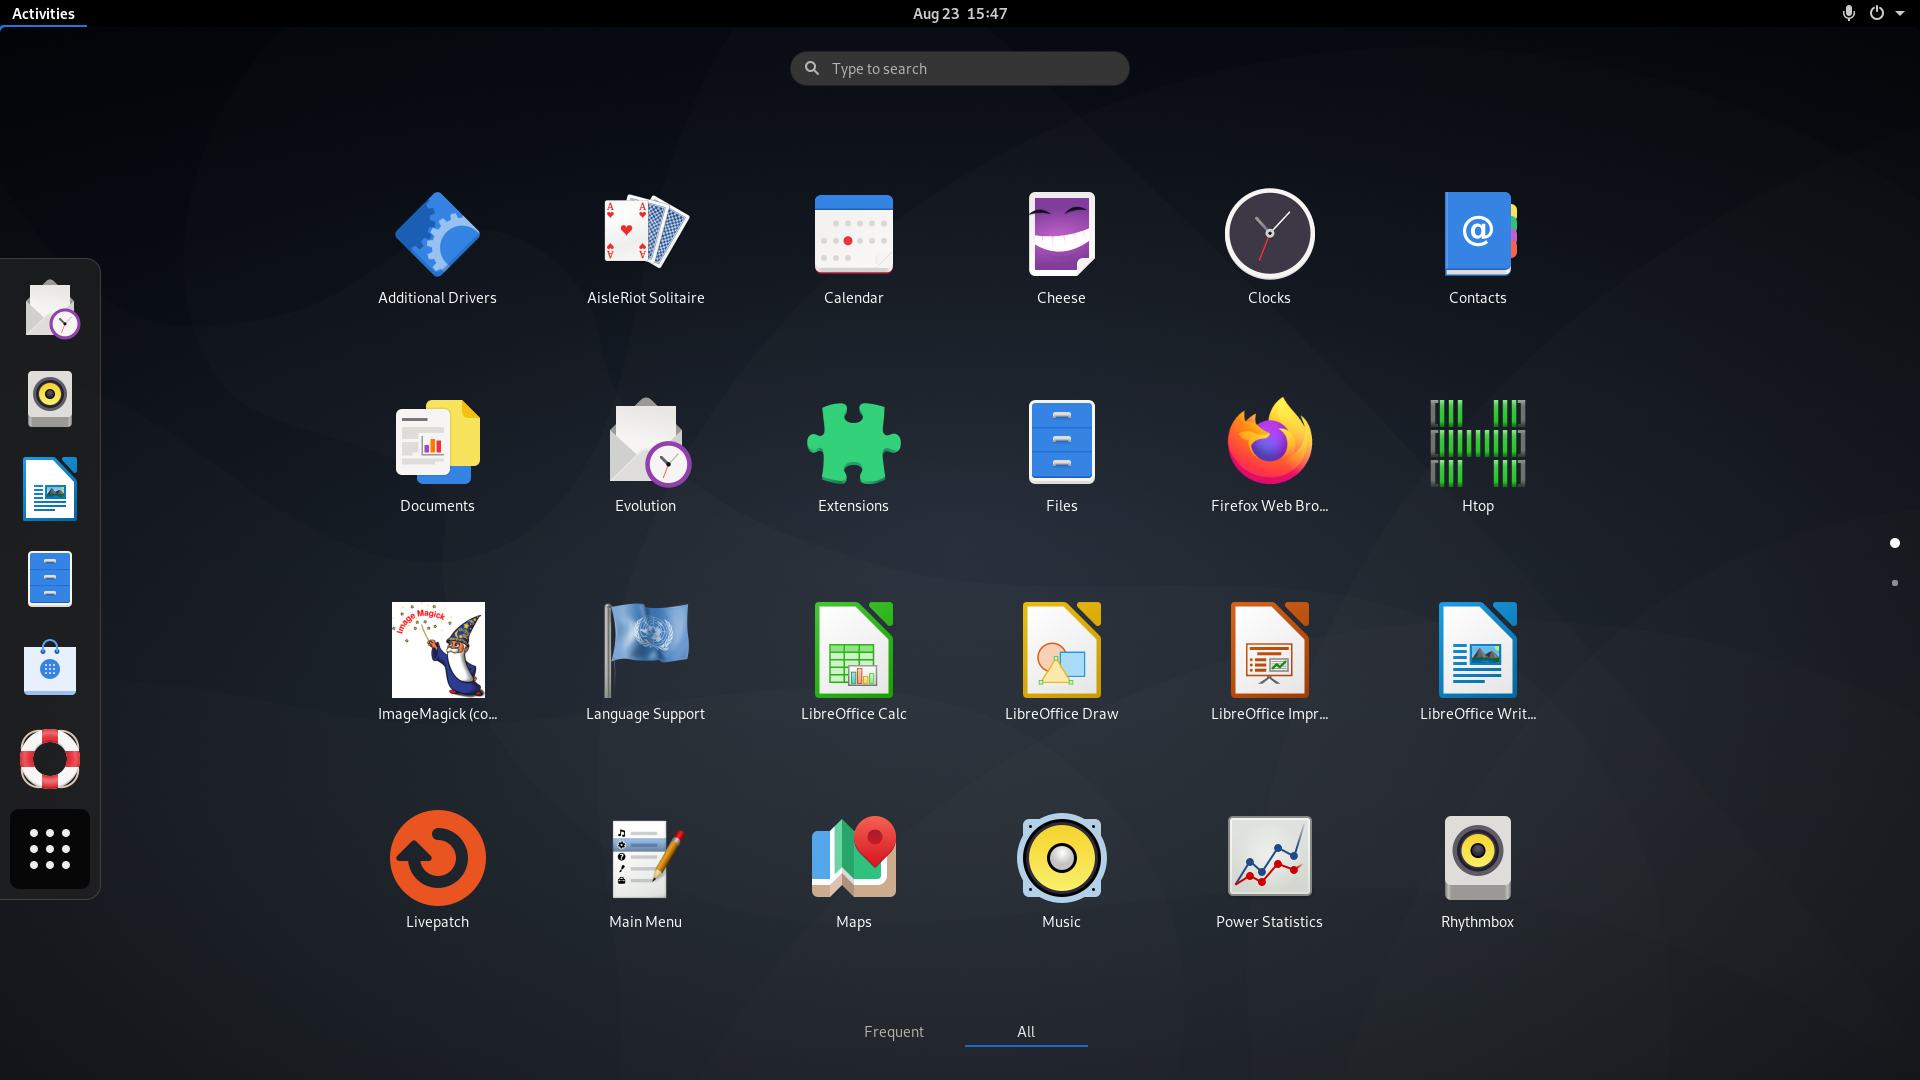 Activities
Aug 23 15:47
Type to search
Additional Drivers
AisleRiot Solitaire
Calendar
Cheese
Clocks
Contacts
Documents
Evolution
Extensions
Files
Firefox Web Bro...
Htop
Image Magick
ImageMagick (co...
Language Support
LibreOffice Calc
LibreOffice Draw
LibreOffice Impr...
LibreOffice Writ...
Livepatch
Main Menu
Maps
Music
Power Statistics
Rhythmbox
Frequent
All